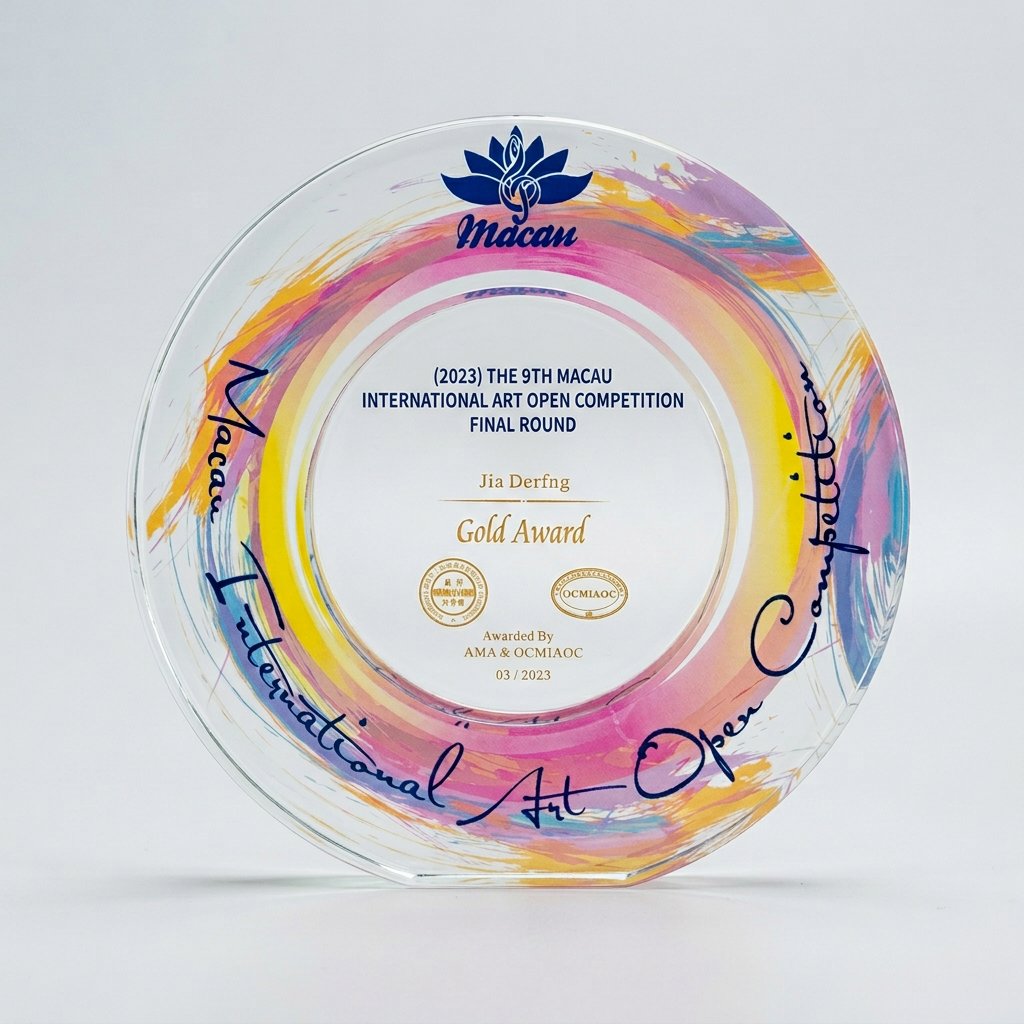 Macau
(2023) THE 9TH MACAU
INTERNATIONAL ART OPEN COMPETITION
FINAL ROUND
Jia Derfng
Gold Award
OCMIAOC
Awarded By
AMA & OCMIAOC
03 / 2023
Macau International Art Open Competition